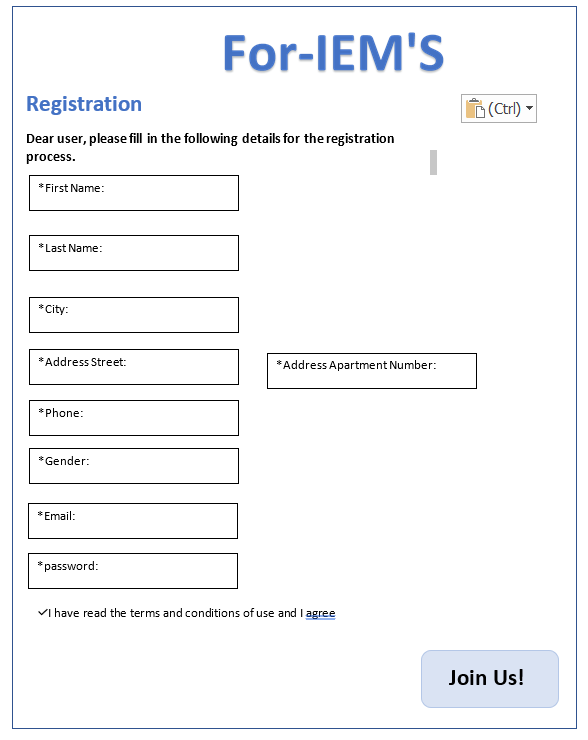 For-IEM'S
Registration
(Ctrl)
Dear user, please fill in the following details for the registration
process.
*First Name:
*Last Name:
*City:
*Address Street:
*Address Apartment Number:
*Phone:
*Gender:
*Email:
*password:
✓I have read the terms and conditions of use and I agree
Join Us!